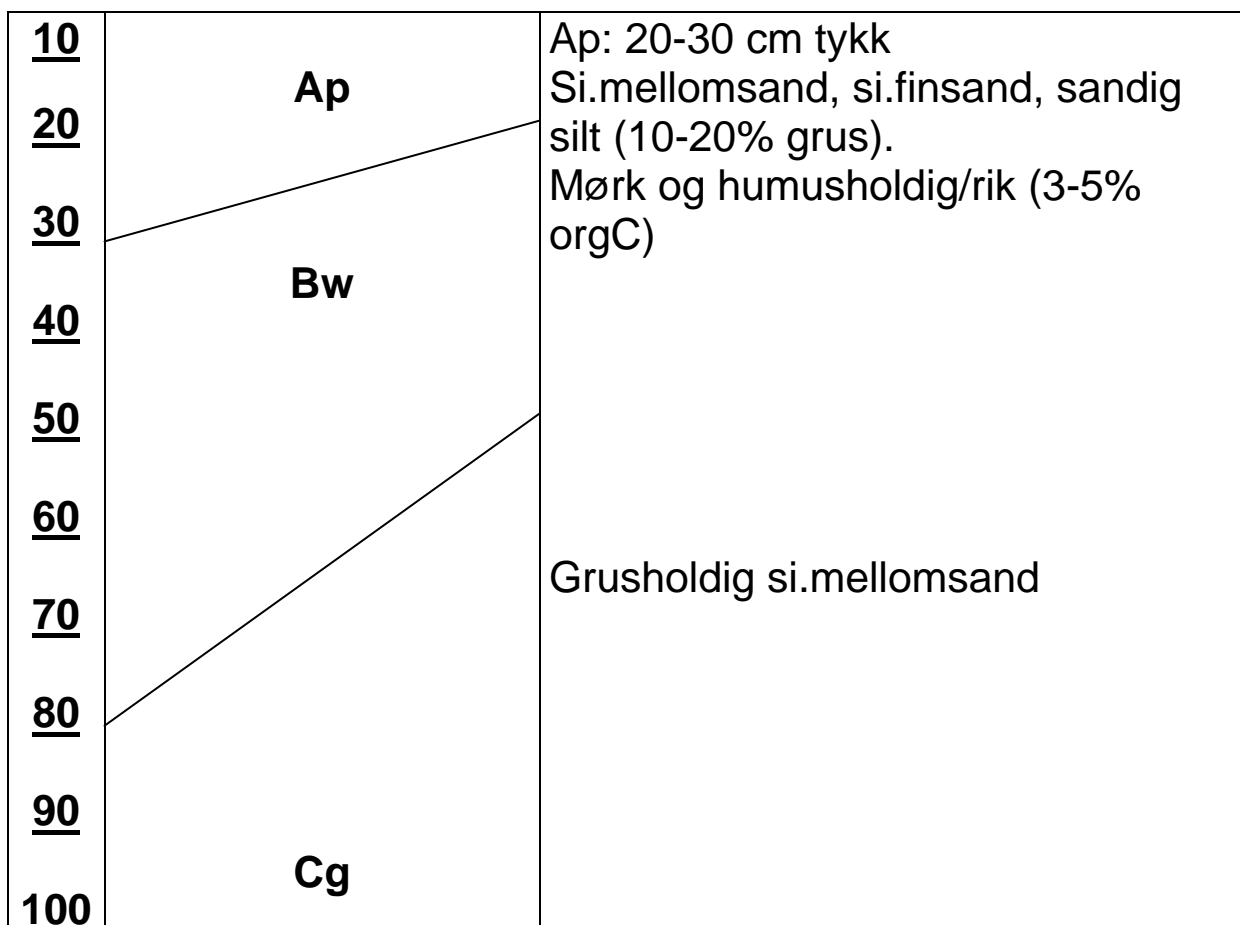 10
Ap
20
30
Bw
40
50
60
70
80
90
Cg
100
Ap: 20-30 cm tykk
Si.mellomsand, si.finsand, sandig
silt (10-20% grus).
Mørk og humusholdig/rik (3-5%
orgC)
Grusholdig si.mellomsand